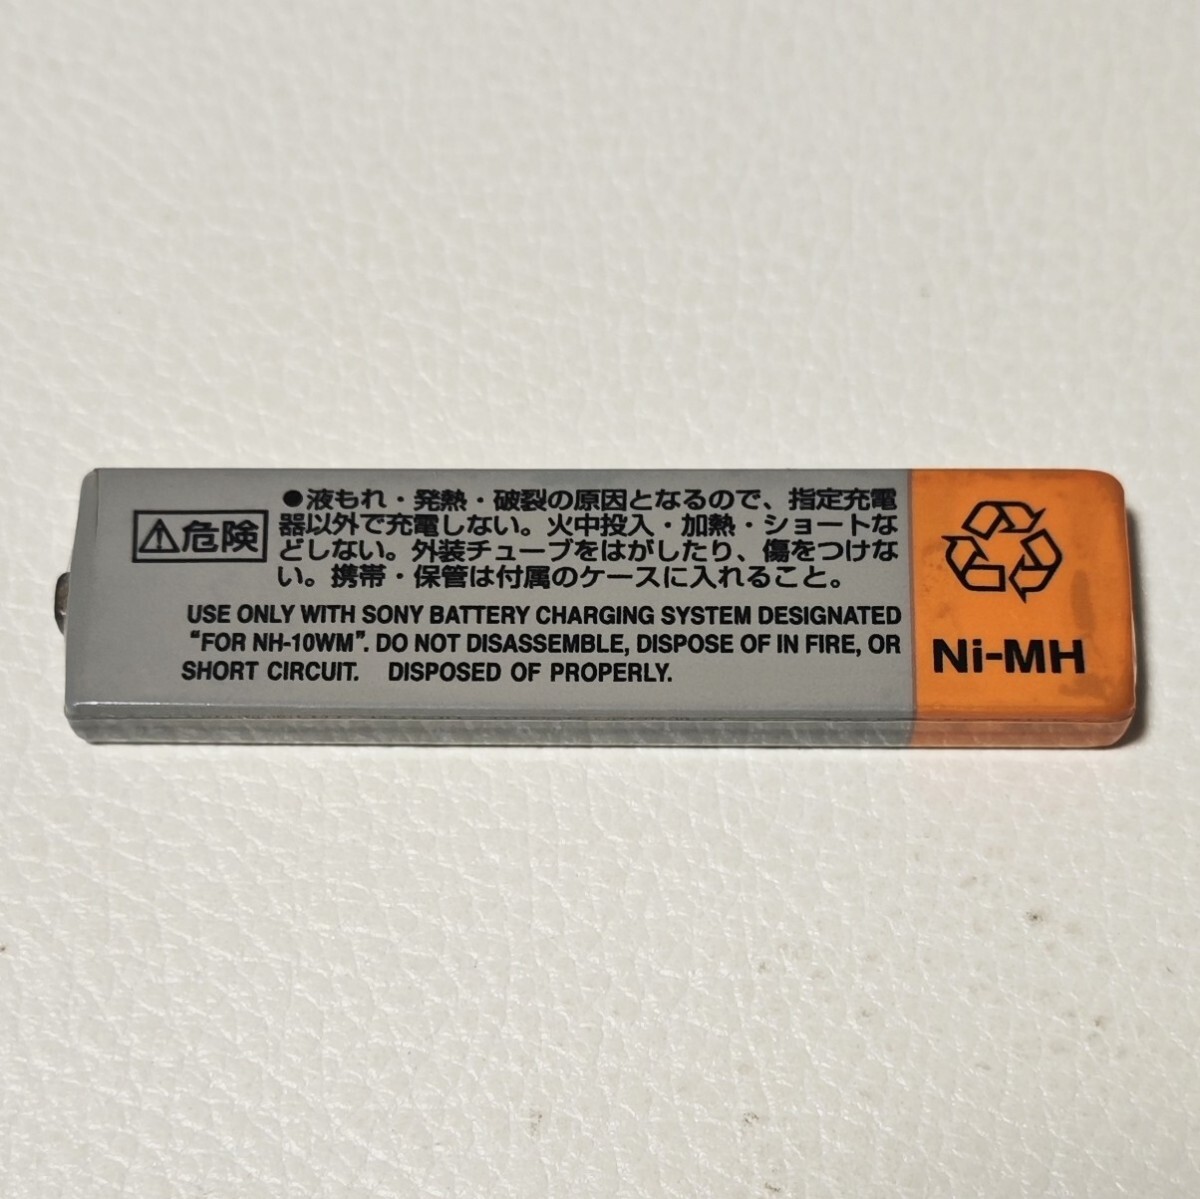 ⚠危険
●液もれ・発熱・破裂の原因となるので、指定充電
器以外で充電しない。火中投入・加熱・ショートな
どしない。外装チューブをはがしたり、傷をつけな
い。携帯・保管は付属のケースに入れること。
USE ONLY WITH SONY BATTERY CHARGING SYSTEM DESIGNATED
"FOR NH-10WM". DO NOT DISASSEMBLE, DISPOSE OF IN FIRE, OR
SHORT CIRCUIT. DISPOSED OF PROPERLY.
Ni-MH